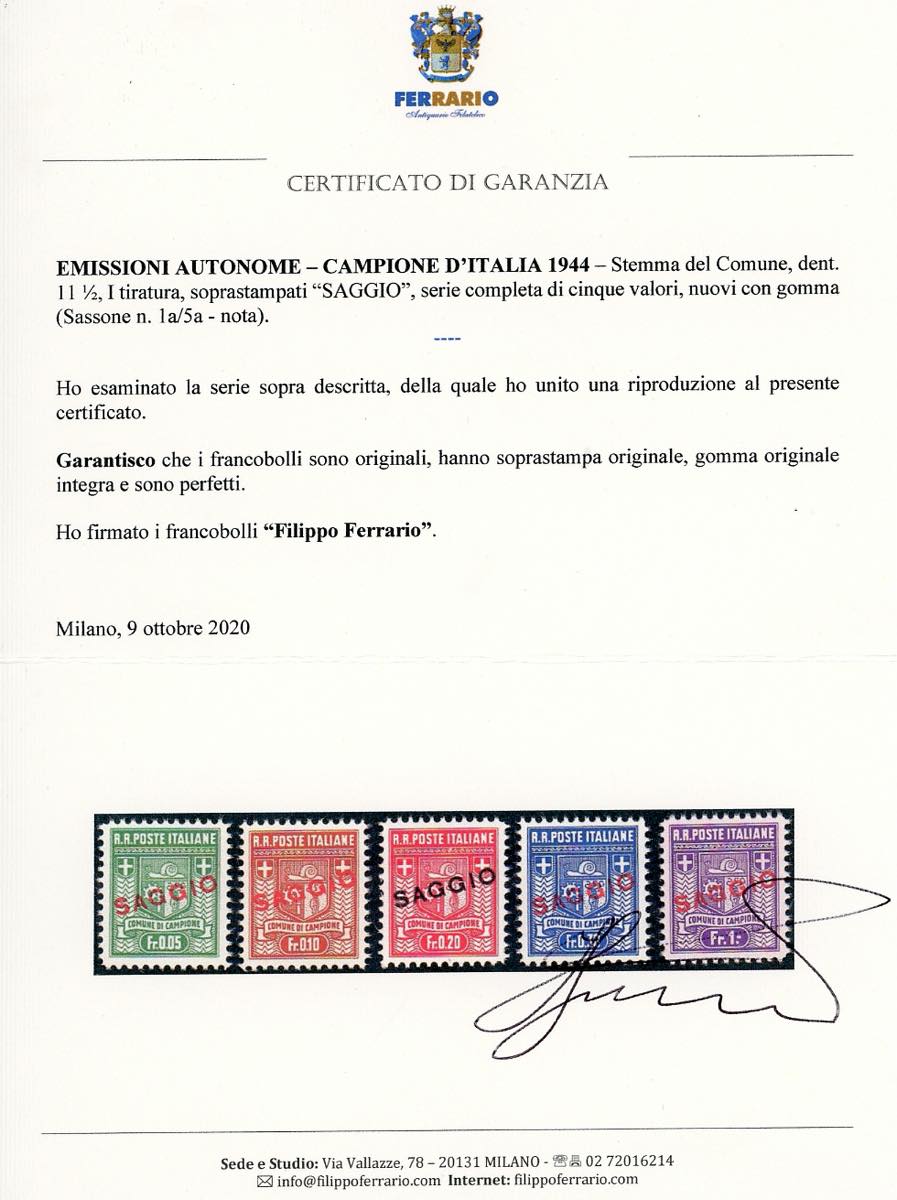 FERRARIO
Antiquario Filatelico
CERTIFICATO DI GARANZIA
EMISSIONI AUTONOME – CAMPIONE D’ITALIA 1944 – Stemma del Comune, dent.
11 ½, I tiratura, soprastampati “SAGGIO”, serie completa di cinque valori, nuovi con gomma
(Sassone n. 1a/5a - nota).
----
Ho esaminato la serie sopra descritta, della quale ho unito una riproduzione al presente
certificato.
Garantisco che i francobolli sono originali, hanno soprastampa originale, gomma originale
integra e sono perfetti.
Ho firmato i francobolli “Filippo Ferrario”.
Milano, 9 ottobre 2020
R.R.POSTE ITALIANE
SAGGIO
COMUNE DI CAMPIONE
Fr.0.05
R.R.POSTE ITALIANE
SAGGIO
COMUNE DI CAMPIONE
Fr.0.10
R.R.POSTE ITALIANE
SAGGIO
COMUNE DI CAMPIONE
Fr.0.20
R.R.POSTE ITALIANE
SAGGIO
COMUNE DI CAMPIONE
R.R.POSTE ITALIANE
SAGGIO
COMUNE DI CAMPIONE
Fr.1.-
Sede e Studio: Via Vallazze, 78 – 20131 MILANO - 02 72016214
info@filippoferrario.com Internet: filippoferrario.com